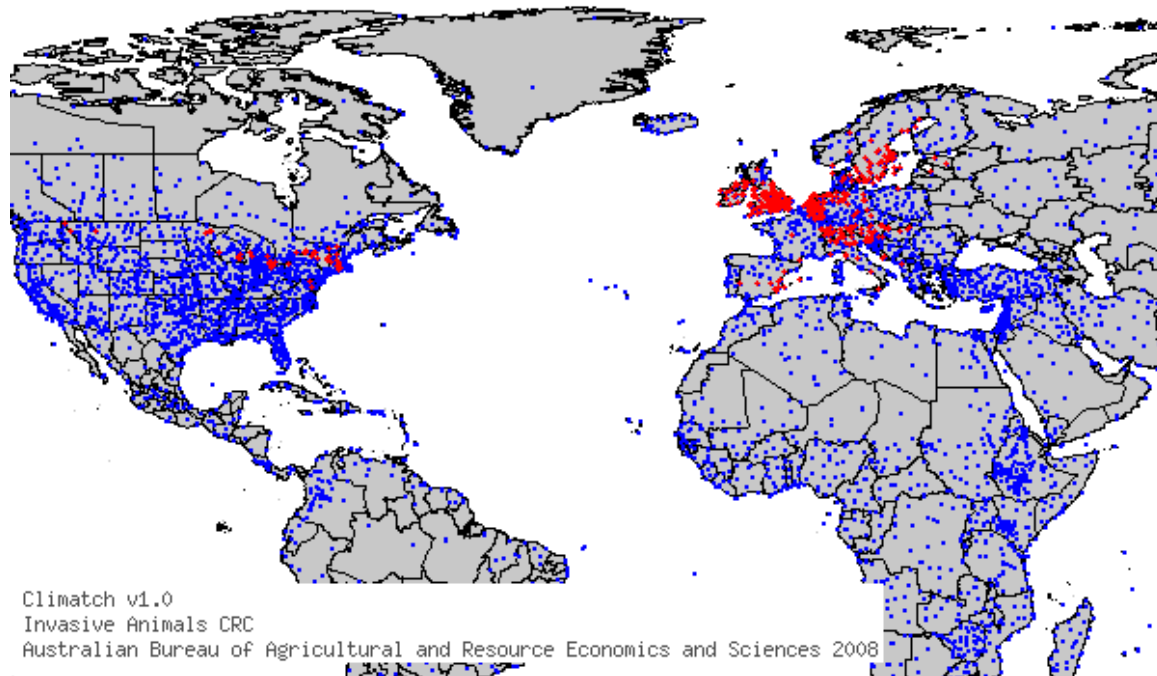 Climatch v1.0
Invasive Animals CRC
Australian Bureau of Agricultural and Resource Economics and Sciences 2008